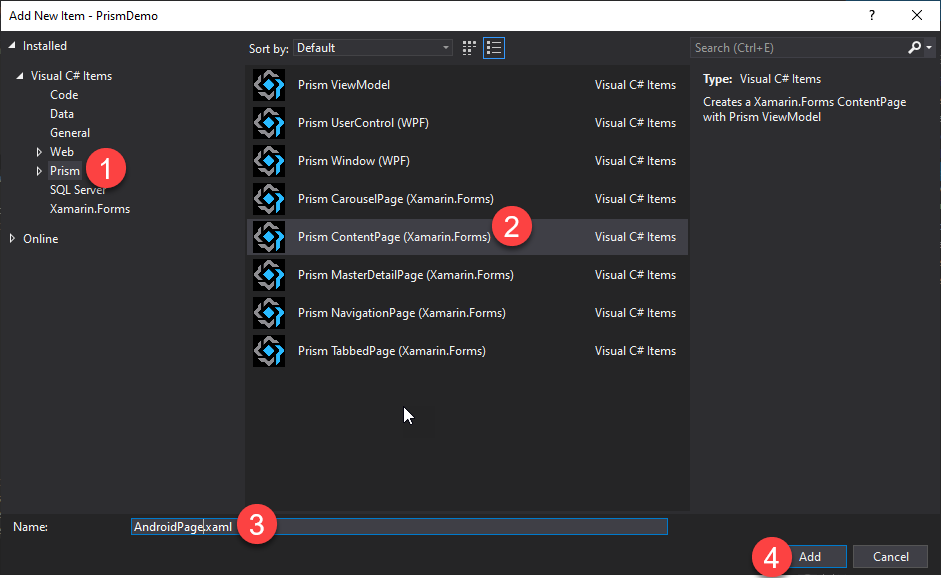 Add New Item - PrismDemo
?
Installed
Sort by: Default
Search (Ctrl+E)
Visual C# Items
Code
Data
General
Web
Prism
1
SQL Server
Xamarin.Forms
Online
Prism ViewModel Visual C# Items
Prism UserControl (WPF) Visual C# Items
Prism Window (WPF) Visual C# Items
Prism CarouselPage (Xamarin.Forms) Visual C# Items
Prism ContentPage (Xamarin.Forms) 2 Visual C# Items
Prism MasterDetailPage (Xamarin.Forms) Visual C# Items
Prism NavigationPage (Xamarin.Forms) Visual C# Items
Prism TabbedPage (Xamarin.Forms) Visual C# Items
Type: Visual C# Items
Creates a Xamarin.Forms ContentPage
with Prism ViewModel
Name: AndroidPage.xaml 3
4 Add Cancel